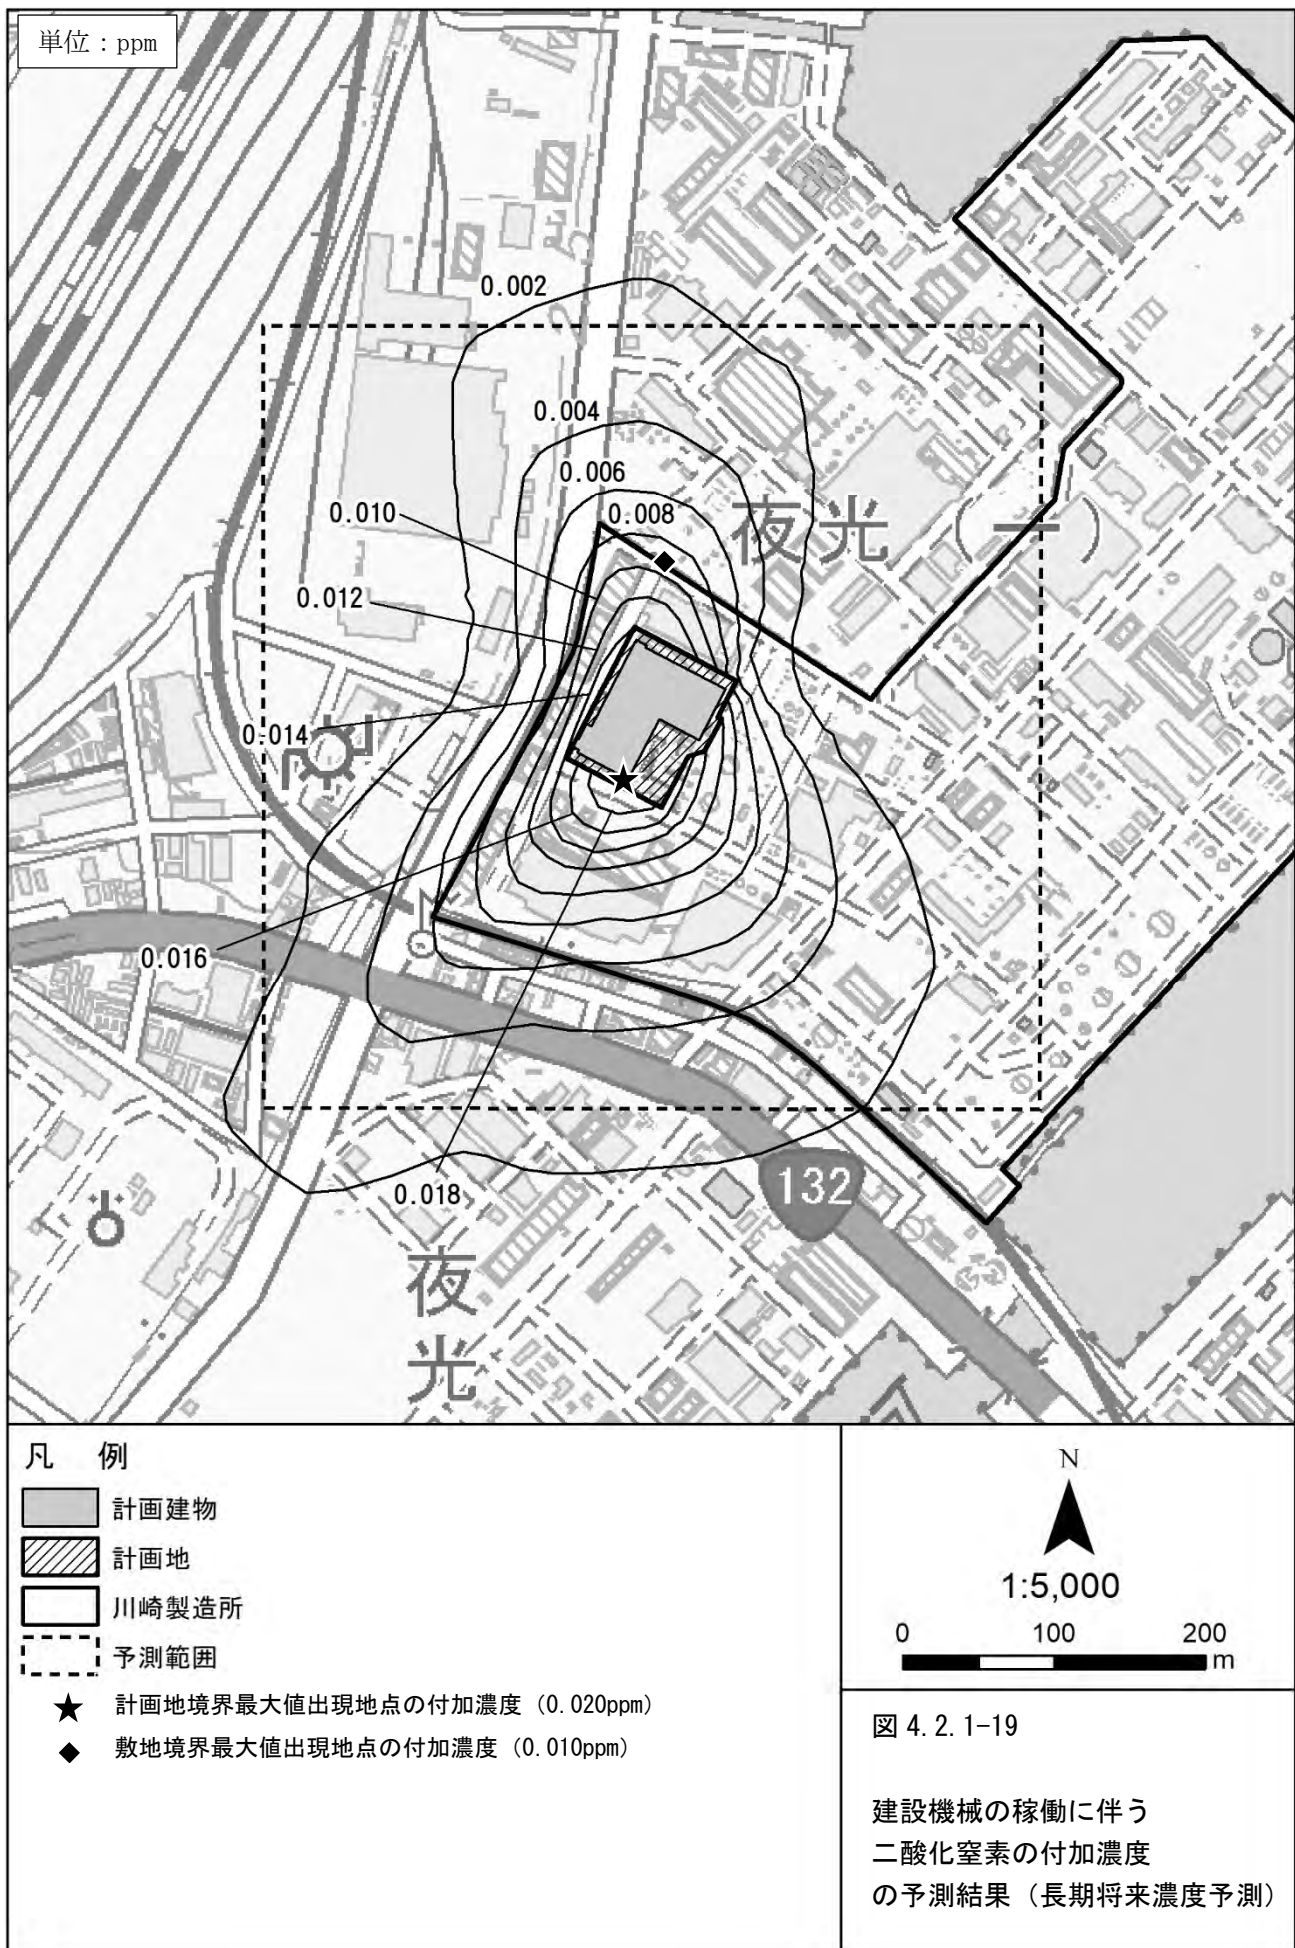 単位：ppm
0.002
0.004
0.006
0.010
0.008
夜光（一）
0.012
0.014
0.016
0.018
132
夜光
凡　例
計画建物
計画地
川崎製造所
予測範囲
計画地境界最大値出現地点の付加濃度（0.020ppm）
敷地境界最大値出現地点の付加濃度（0.010ppm）
N
1:5,000
0 100 200
m
図 4.2.1-19
建設機械の稼働に伴う
二酸化窒素の付加濃度
の予測結果（長期将来濃度予測）